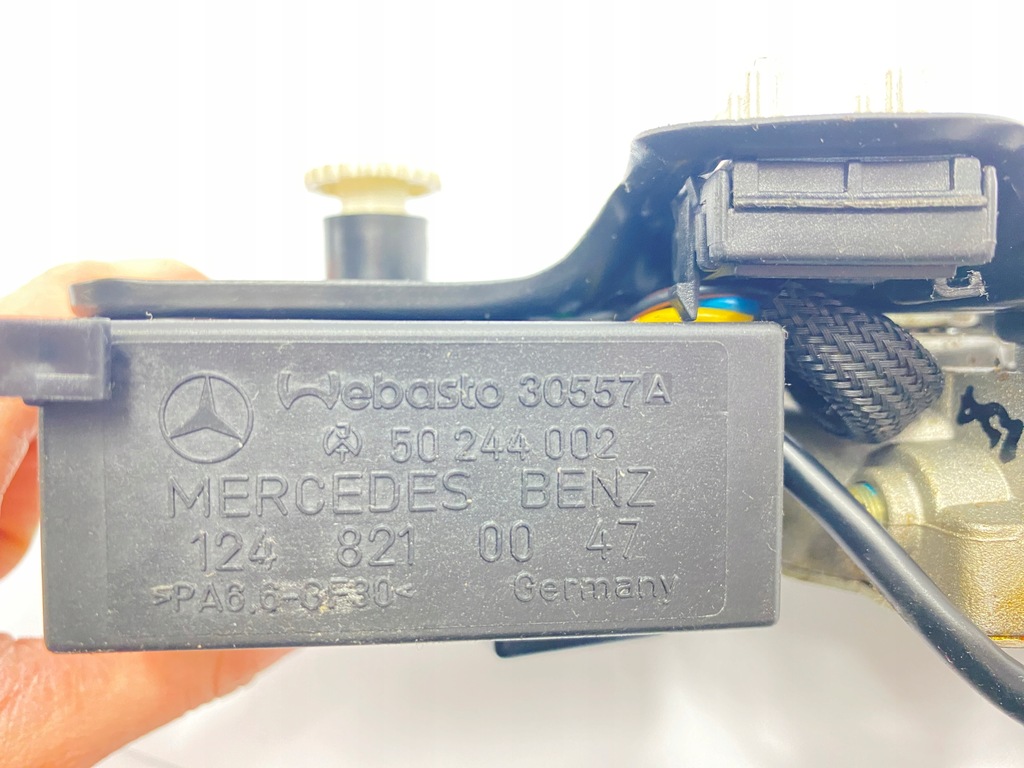 Webasto 30557A
50 244 002
MERCEDES BENZ
124 821 00 47
>PA6.6-GF30< Germany